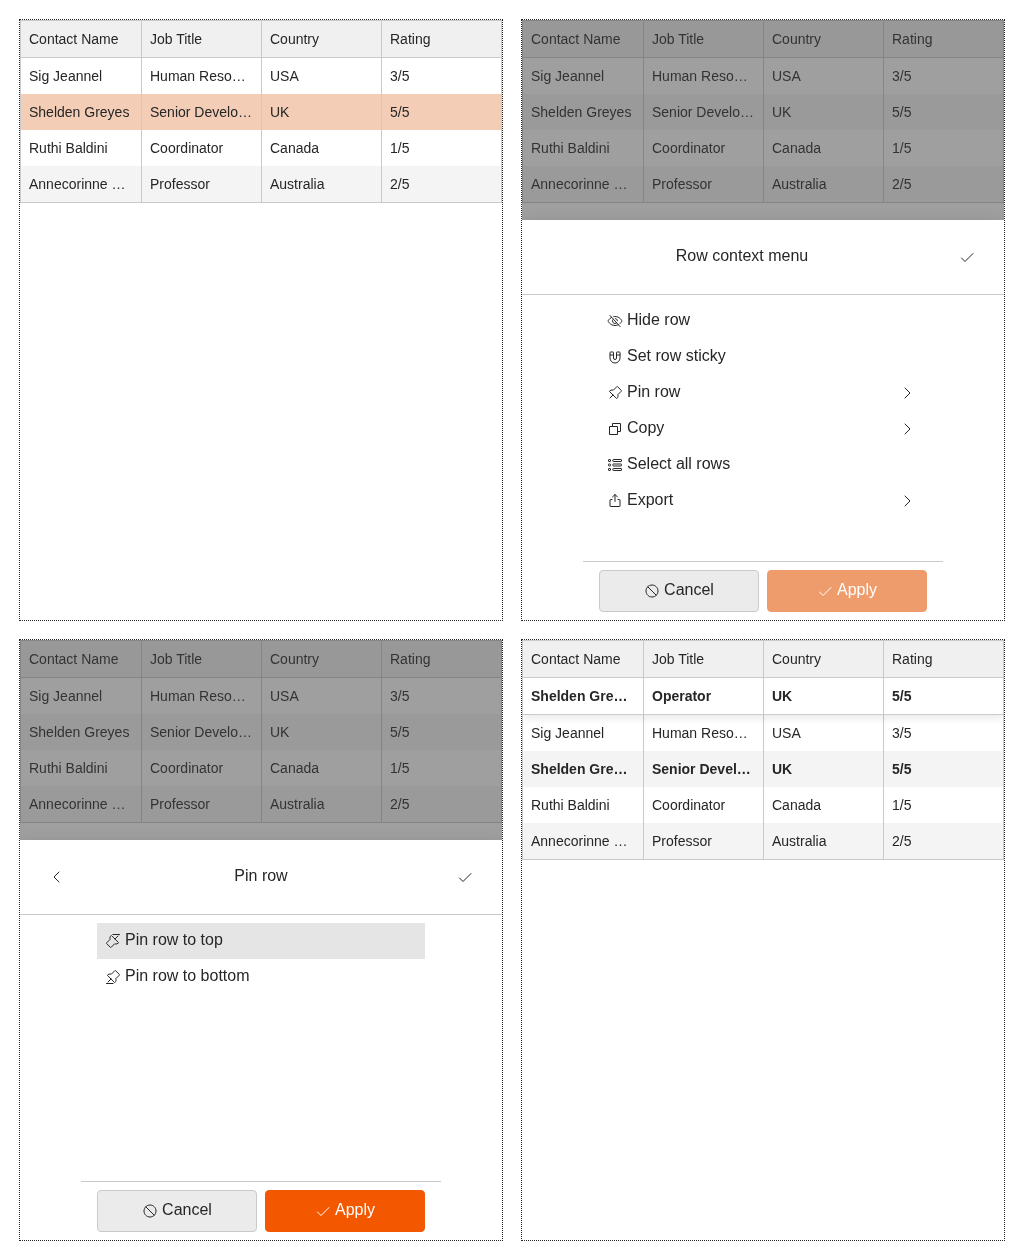 Contact Name Job Title Country Rating
Sig Jeannel Human Reso… USA 3/5
Shelden Greyes Senior Develo… UK 5/5
Ruthi Baldini Coordinator Canada 1/5
Annecorinne … Professor Australia 2/5
Contact Name Job Title Country Rating
Sig Jeannel Human Reso… USA 3/5
Shelden Greyes Senior Develo… UK 5/5
Ruthi Baldini Coordinator Canada 1/5
Annecorinne … Professor Australia 2/5
Row context menu
Hide row
Set row sticky
Pin row
Copy
Select all rows
Export
Cancel Apply
Contact Name Job Title Country Rating
Sig Jeannel Human Reso… USA 3/5
Shelden Greyes Senior Develo… UK 5/5
Ruthi Baldini Coordinator Canada 1/5
Annecorinne … Professor Australia 2/5
Pin row
Pin row to top
Pin row to bottom
Cancel Apply
Contact Name Job Title Country Rating
Shelden Gre… Operator UK 5/5
Sig Jeannel Human Reso… USA 3/5
Shelden Gre… Senior Devel… UK 5/5
Ruthi Baldini Coordinator Canada 1/5
Annecorinne … Professor Australia 2/5